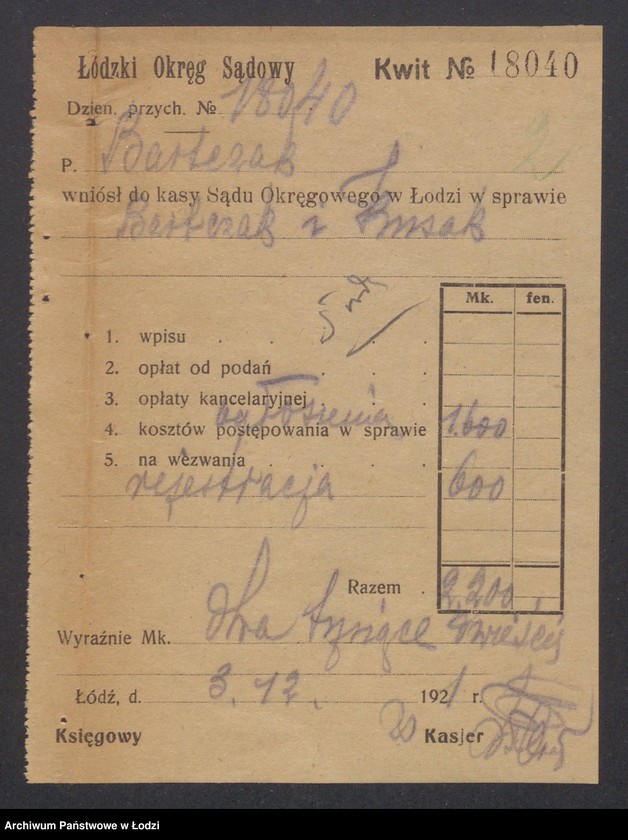 Łódzki Okręg Sądowy Kwit № 18040
Dzien. przych. № 18040
P. Bartczak 2
wniósł do kasy Sądu Okręgowego w Łodzi w sprawie
Bartczak i Kusak
Mk. fen.
1. wpisu
2. opłat od podań
3. opłaty kancelaryjnej
ogłoszenia
4. kosztów postępowania w sprawie 1.600
5. na wezwania
rejestracja 600
Razem 2.200
Wyraźnie Mk. dwa tysiące dwieście
Łódź, d. 3. 12. 1921 r.
Księgowy Kasjer
Archiwum Państwowe w Łodzi